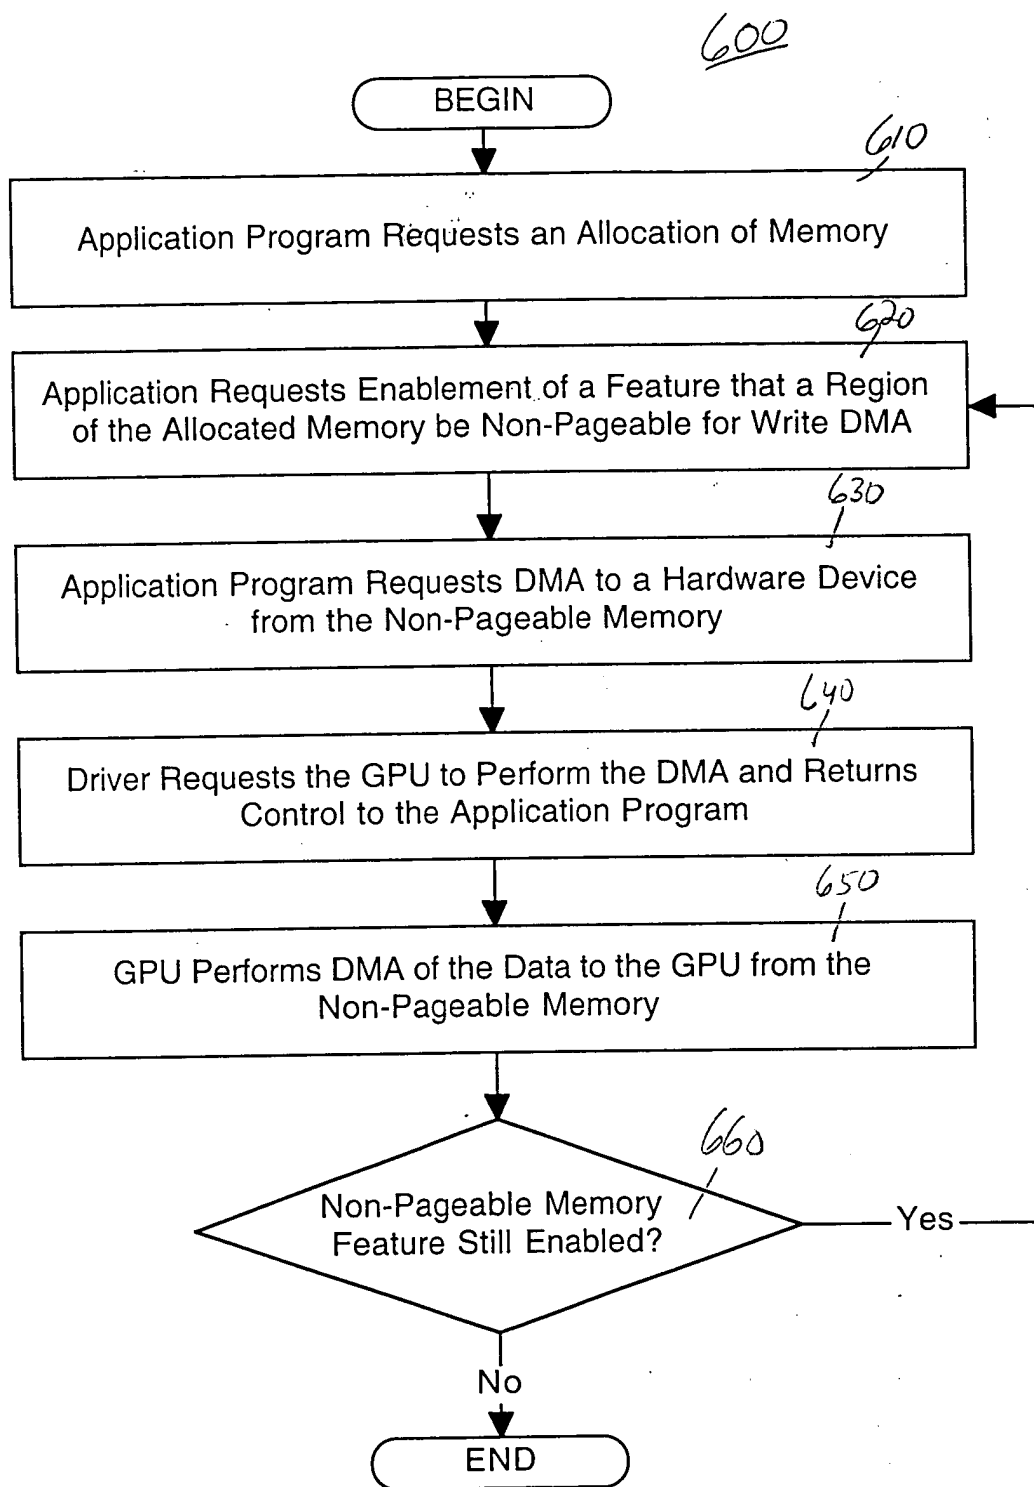 600
BEGIN
610
Application Program Requests an Allocation of Memory
620
Application Requests Enablement of a Feature that a Region
of the Allocated Memory be Non-Pageable for Write DMA
630
Application Program Requests DMA to a Hardware Device
from the Non-Pageable Memory
640
Driver Requests the GPU to Perform the DMA and Returns
Control to the Application Program
650
GPU Performs DMA of the Data to the GPU from the
Non-Pageable Memory
660
Non-Pageable Memory
Feature Still Enabled?
Yes
No
END